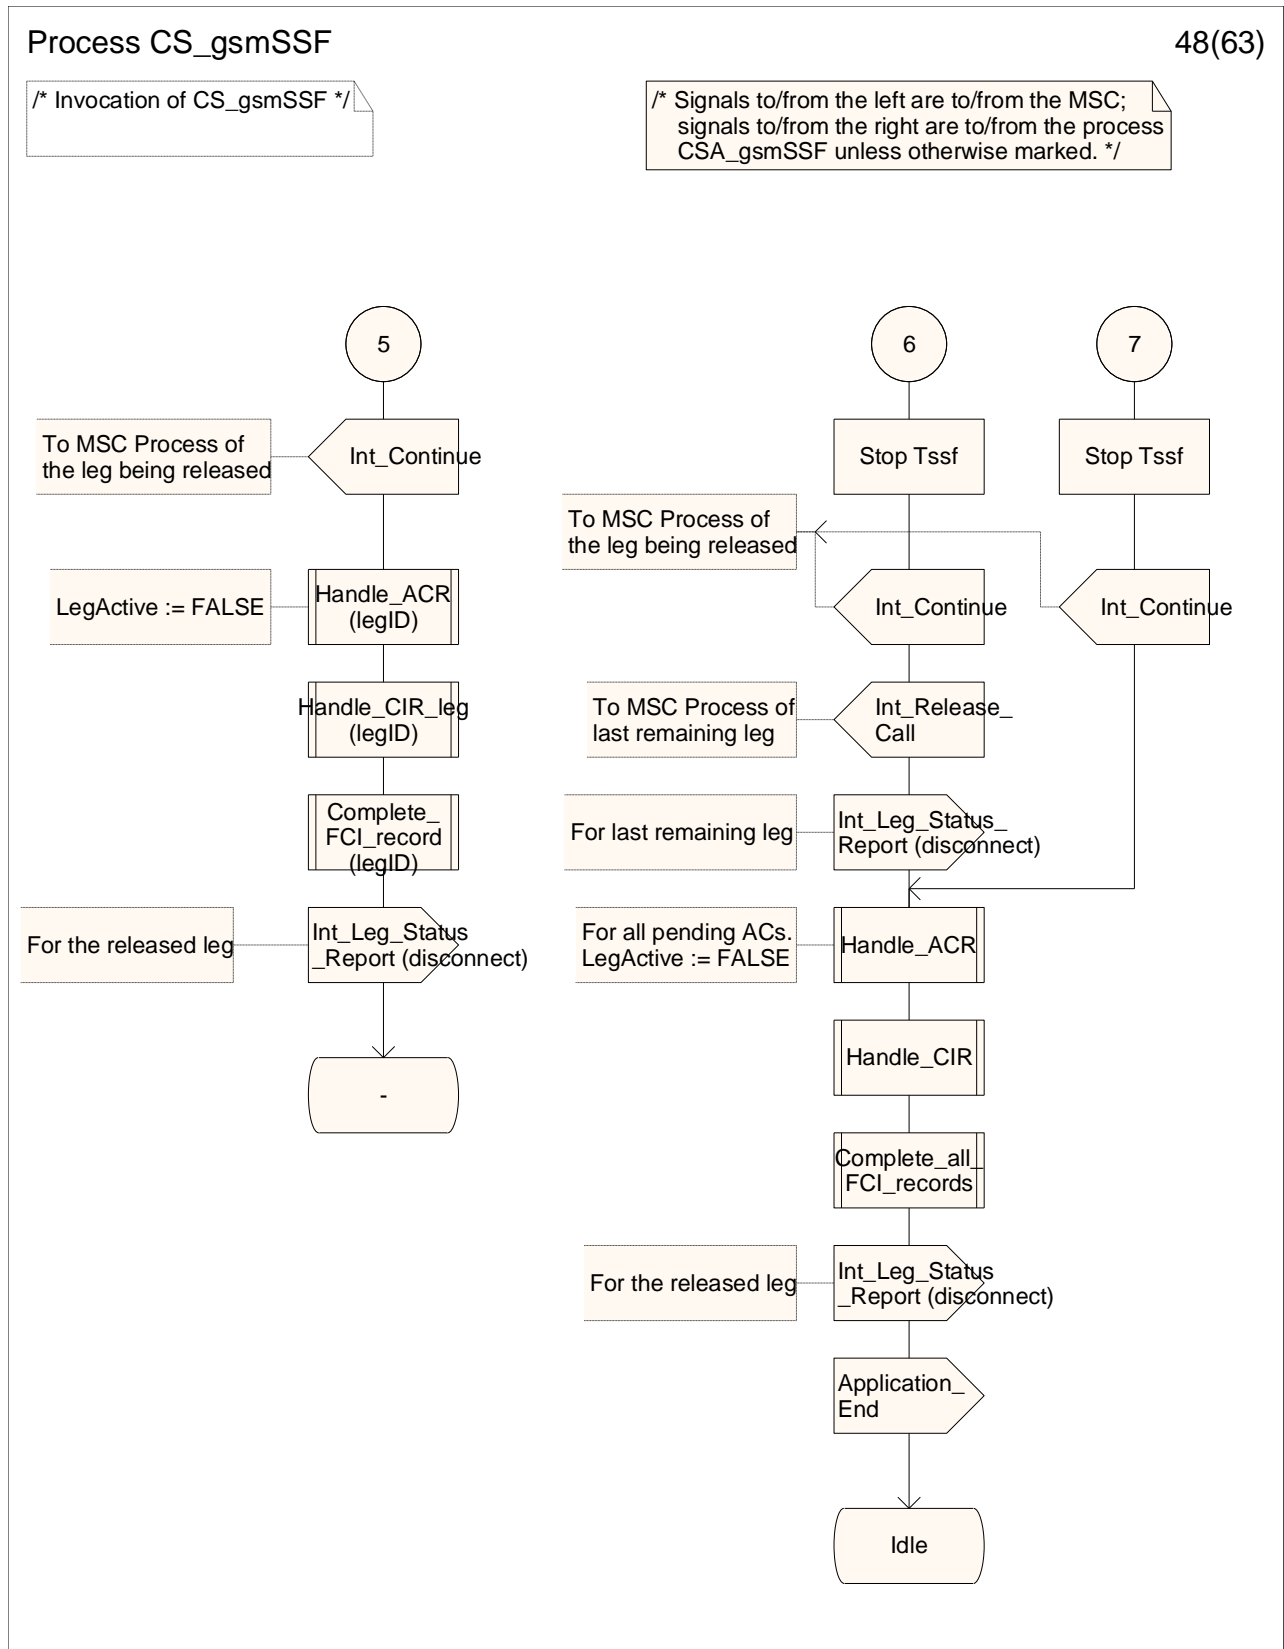 Process CS_gsmSSF
48(63)
/* Invocation of CS_gsmSSF */
/* Signals to/from the left are to/from the MSC;
signals to/from the right are to/from the process
CSA_gsmSSF unless otherwise marked. */
5
To MSC Process of
the leg being released
Int_Continue
LegActive := FALSE
Handle_ACR
(legID)
Handle_CIR_leg
(legID)
Complete_
FCI_record
(legID)
For the released leg
Int_Leg_Status
_Report (disconnect)
-
6
7
Stop Tssf
Stop Tssf
To MSC Process of
the leg being released
Int_Continue
Int_Continue
To MSC Process of
last remaining leg
Int_Release_
Call
For last remaining leg
Int_Leg_Status_
Report (disconnect)
For all pending ACs.
LegActive := FALSE
Handle_ACR
Handle_CIR
Complete_all_
FCI_records
For the released leg
Int_Leg_Status
_Report (disconnect)
Application_
End
Idle